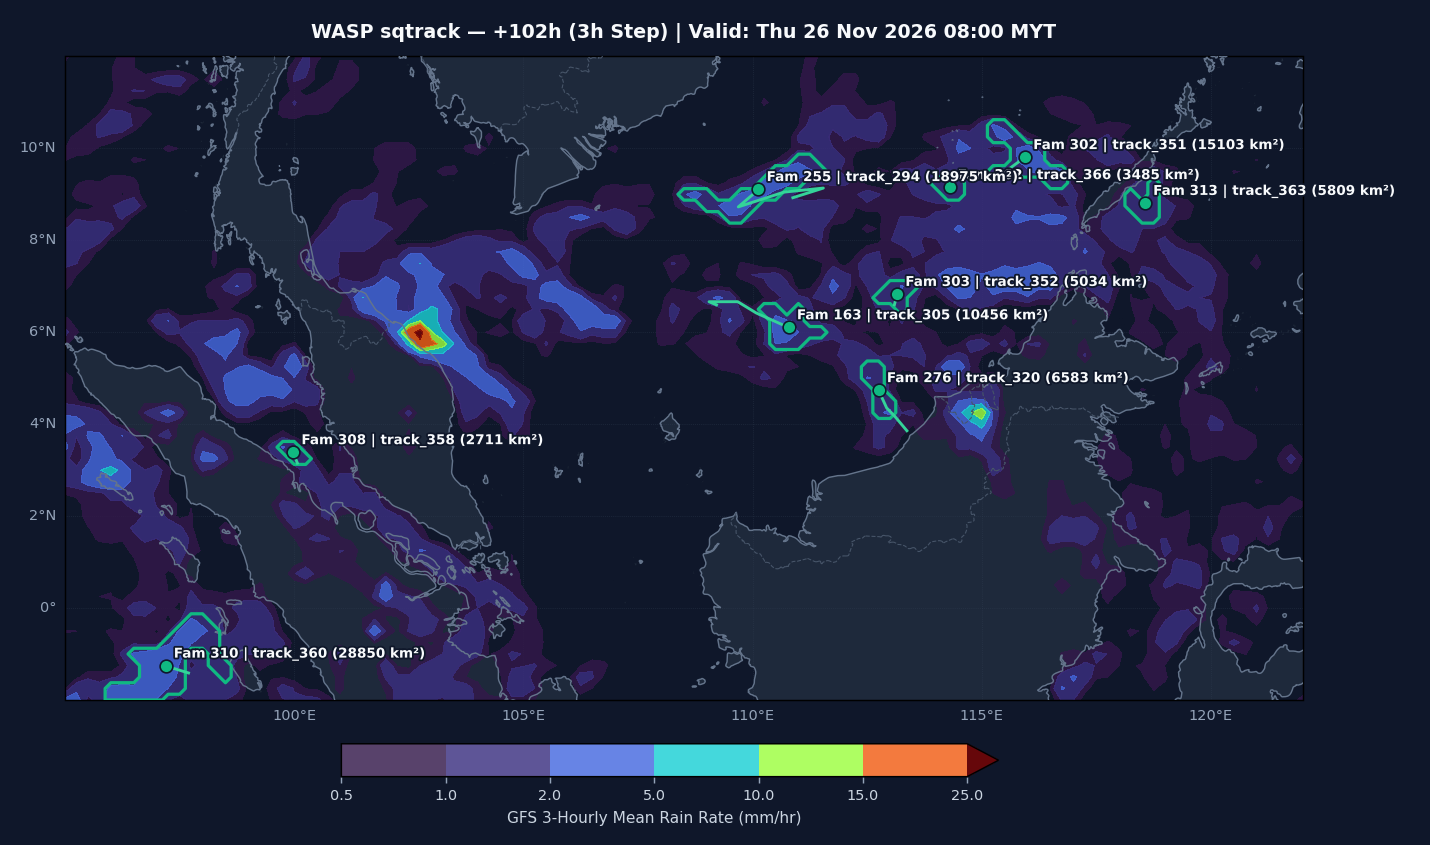 WASP sqtrack — +102h (3h Step) | Valid: Thu 26 Nov 2026 08:00 MYT
10°N
8°N
6°N
4°N
2°N
0°
Fam 302 | track_351 (15103 km²)
Fam 255 | track_294 (18975 km²)
| track_366 (3485 km²)
Fam 313 | track_363 (5809 km²)
Fam 303 | track_352 (5034 km²)
Fam 163 | track_305 (10456 km²)
Fam 276 | track_320 (6583 km²)
Fam 308 | track_358 (2711 km²)
Fam 310 | track_360 (28850 km²)
100°E 105°E 110°E 115°E 120°E
0.5 1.0 2.0 5.0 10.0 15.0 25.0
GFS 3-Hourly Mean Rain Rate (mm/hr)